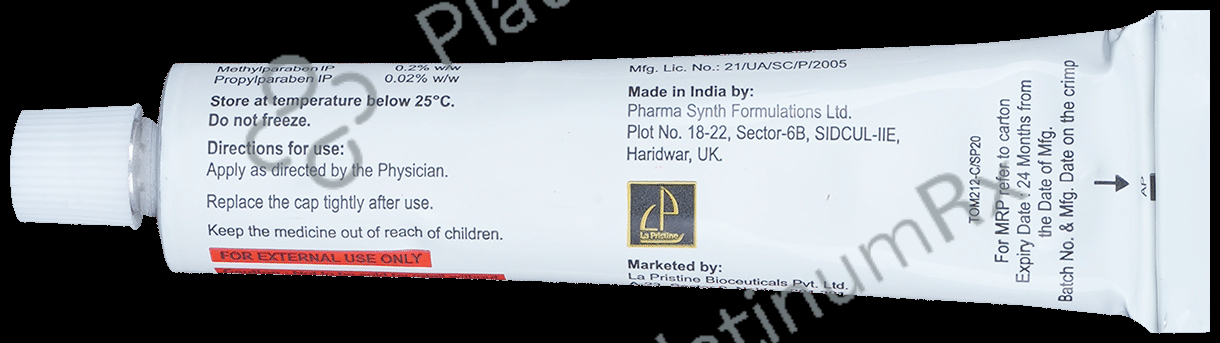 Methylparaben IP 0.2% w/w
Propylparaben IP 0.02% w/w
Store at temperature below 25°C.
Do not freeze.
Directions for use:
Apply as directed by the Physician.
Replace the cap tightly after use.
Keep the medicine out of reach of children.
FOR EXTERNAL USE ONLY
Mfg. Lic. No.: 21/UA/SC/P/2005
Made in India by:
Pharma Synth Formulations Ltd.
Plot No. 18-22, Sector-6B, SIDCUL-IIE,
Haridwar, UK.
La Pristine
Marketed by:
La Pristine Bioceuticals Pvt. Ltd.
TOM212-C/SP20
For MRP refer to carton
Expiry Date : 24 Months from
the Date of Mfg.
Batch No. & Mfg. Date on the crimp
AP
PlatinumRx